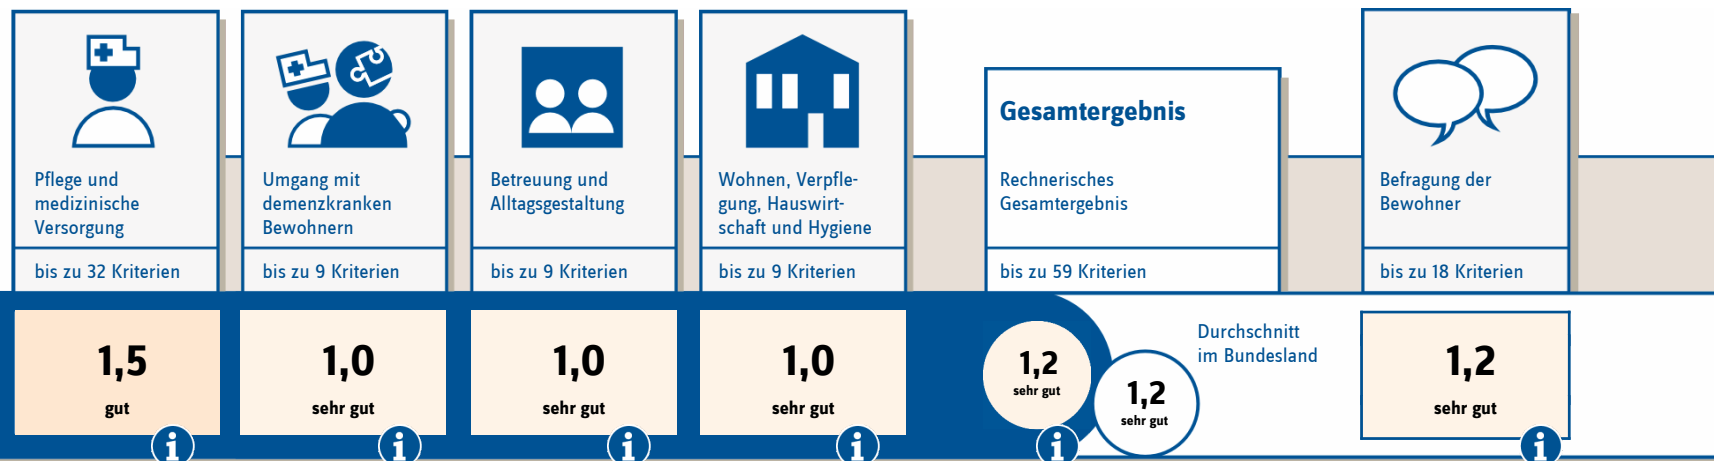 Pflege und
medizinische
Versorgung
bis zu 32 Kriterien
1,5
gut
Umgang mit
demenzkranken
Bewohnern
bis zu 9 Kriterien
1,0
sehr gut
Betreuung und
Alltagsgestaltung
bis zu 9 Kriterien
1,0
sehr gut
Wohnen, Verpfle-
gung, Hauswirt-
schaft und Hygiene
bis zu 9 Kriterien
1,0
sehr gut
Gesamtergebnis
Rechnerisches
Gesamtergebnis
bis zu 59 Kriterien
1,2
sehr gut
Durchschnitt
im Bundesland
1,2
sehr gut
Befragung der
Bewohner
bis zu 18 Kriterien
1,2
sehr gut